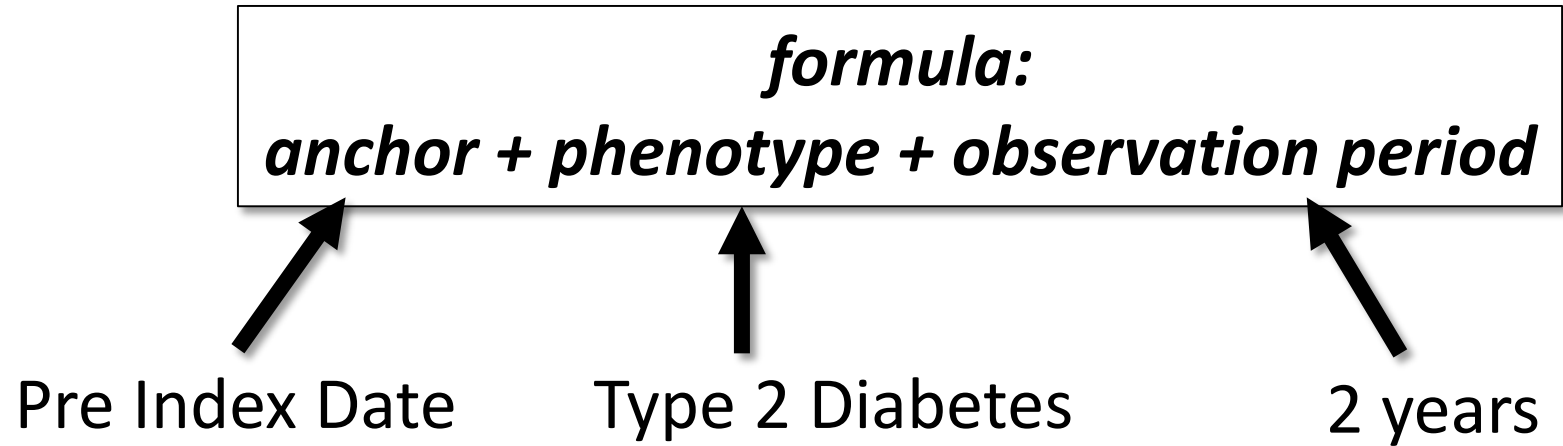 formula:
anchor + phenotype + observation period
Pre Index Date
Type 2 Diabetes
2 years